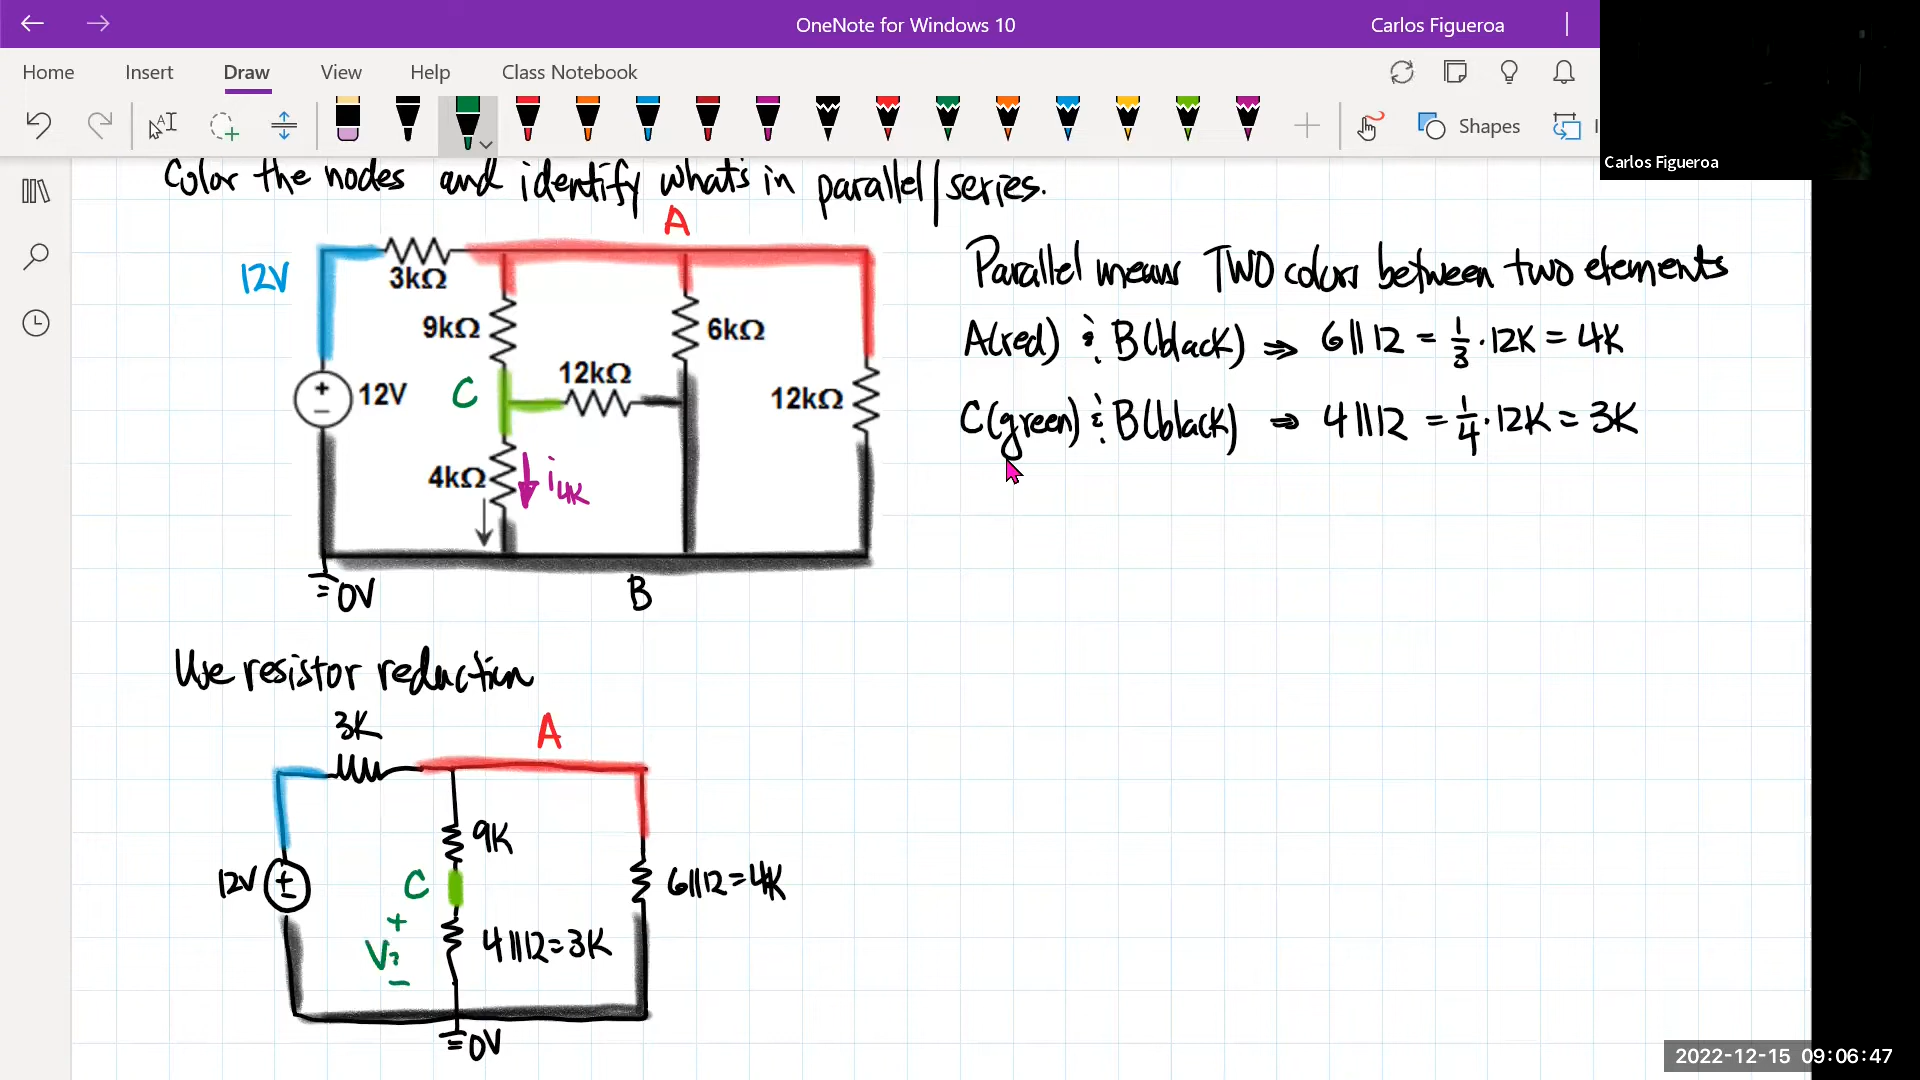 OneNote for Windows 10
Carlos Figueroa
Home Insert Draw View Help Class Notebook
Shapes
Carlos Figueroa
Color the nodes and identify what's in parallel/series.
A
12V
3kΩ
9kΩ
6kΩ
12kΩ
C
12V
12kΩ
4kΩ
i4K
0V
B
Parallel means TWO colors between two elements
A(red) & B(black) ⇒ 6||12 = 1/3 · 12K = 4K
C(green) & B(black) ⇒ 4||12 = 1/4 · 12K = 3K
Use resistor reduction
3K
A
9K
12V
C
6||12=4K
+
V?
−
4||12=3K
0V
2022-12-15 09:06:47